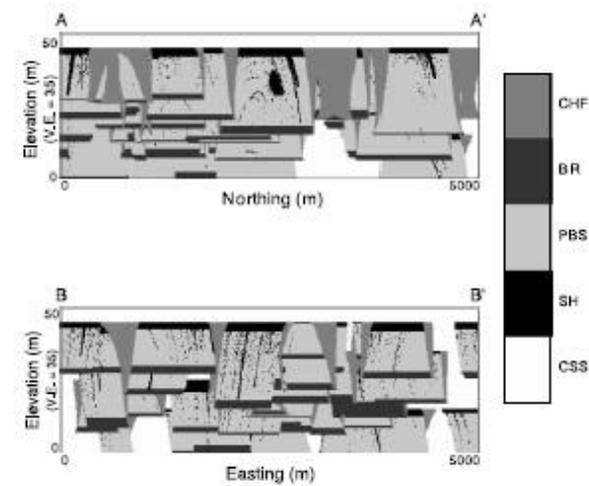 A A'
50
Elevation (m)
(V.E. = 35)
0
0 5000
Northing (m)
B B'
50
Elevation (m)
(V.E. = 35)
0
0 5000
Easting (m)
CHF
BR
PBS
SH
CSS